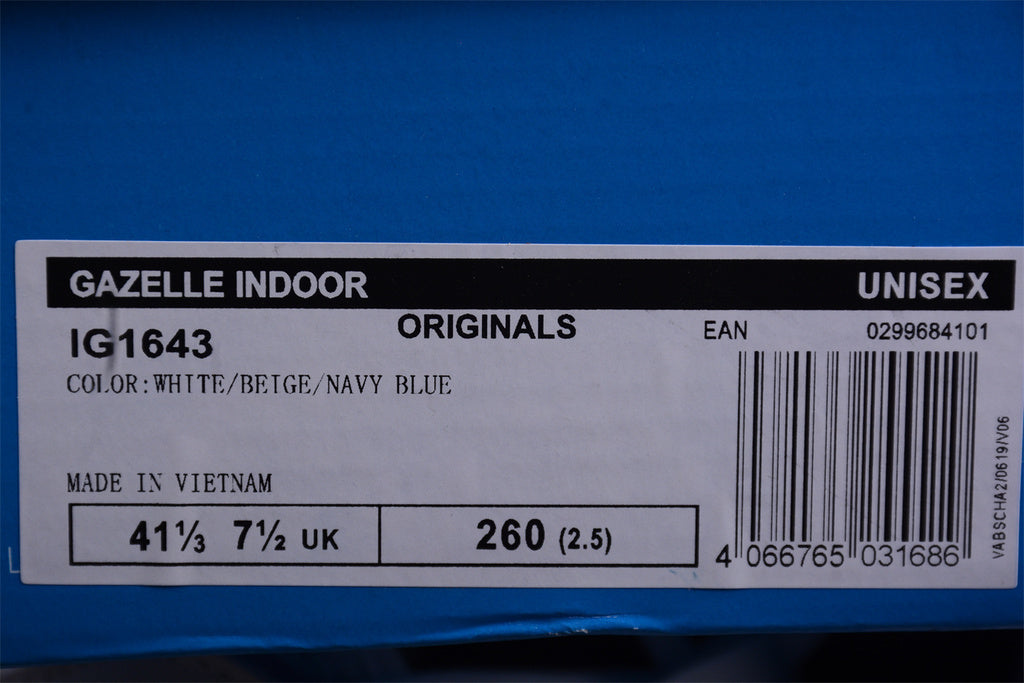 GAZELLE INDOOR UNISEX
IG1643 ORIGINALS EAN 0299684101
COLOR:WHITE/BEIGE/NAVY BLUE
MADE IN VIETNAM
41⅓ 7½ UK 260 (2.5)
4 066765 031686
VABSCHA2/0619/V06